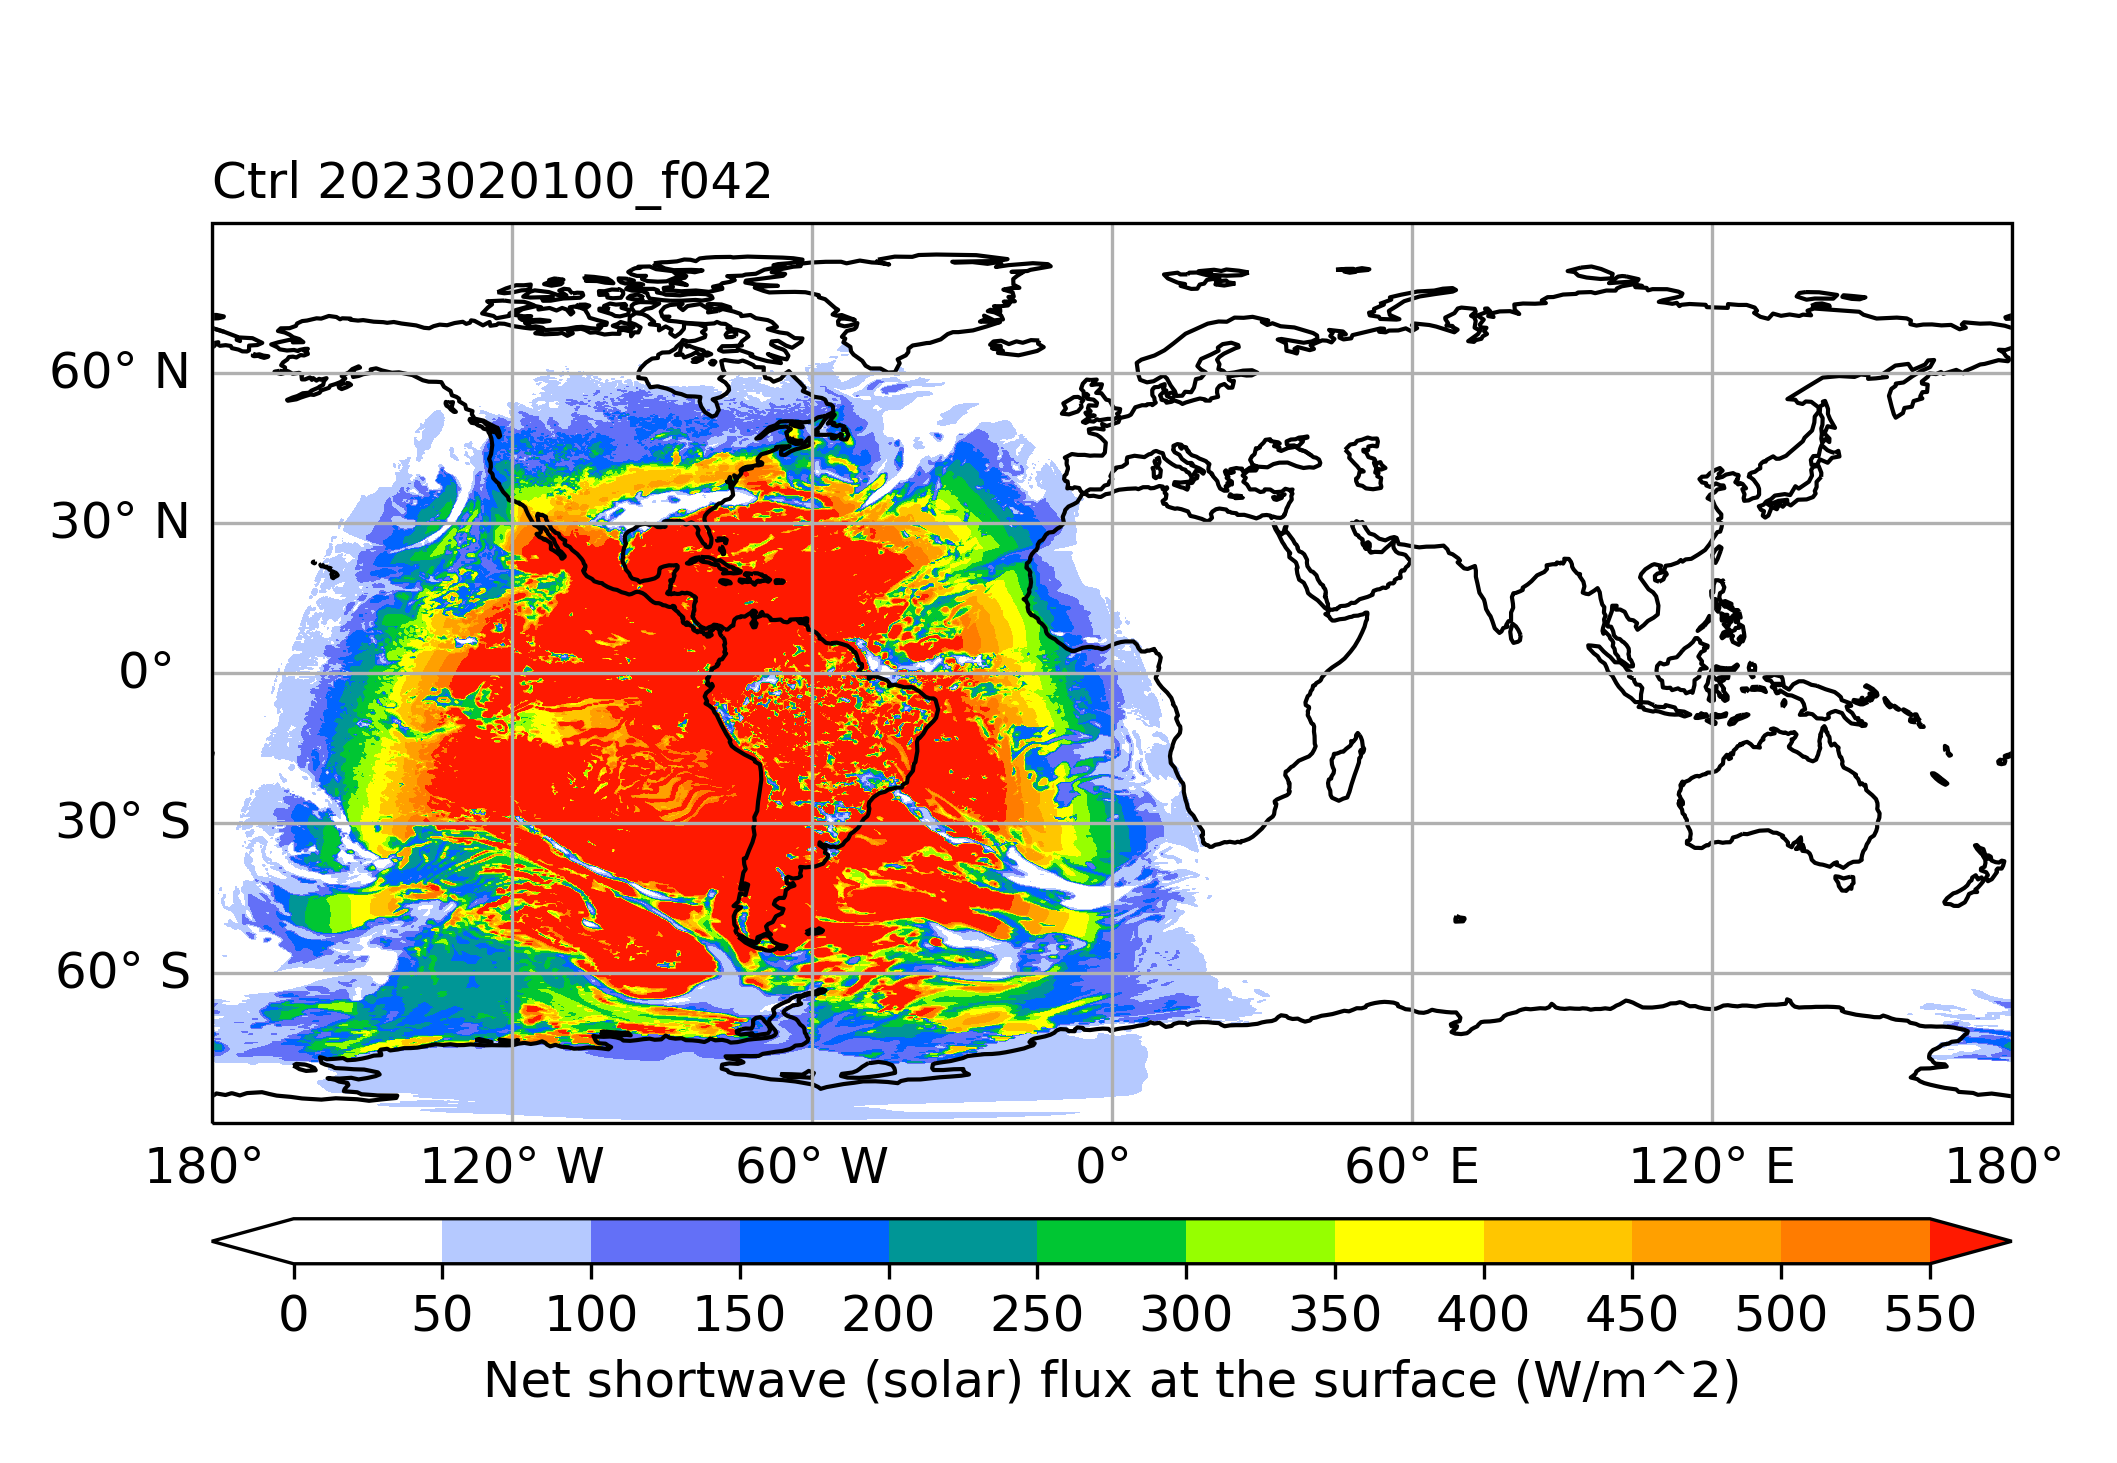 Ctrl 2023020100_f042
60° N
30° N
0°
30° S
60° S
180° 120° W 60° W 0° 60° E 120° E 180°
0 50 100 150 200 250 300 350 400 450 500 550
Net shortwave (solar) flux at the surface (W/m^2)